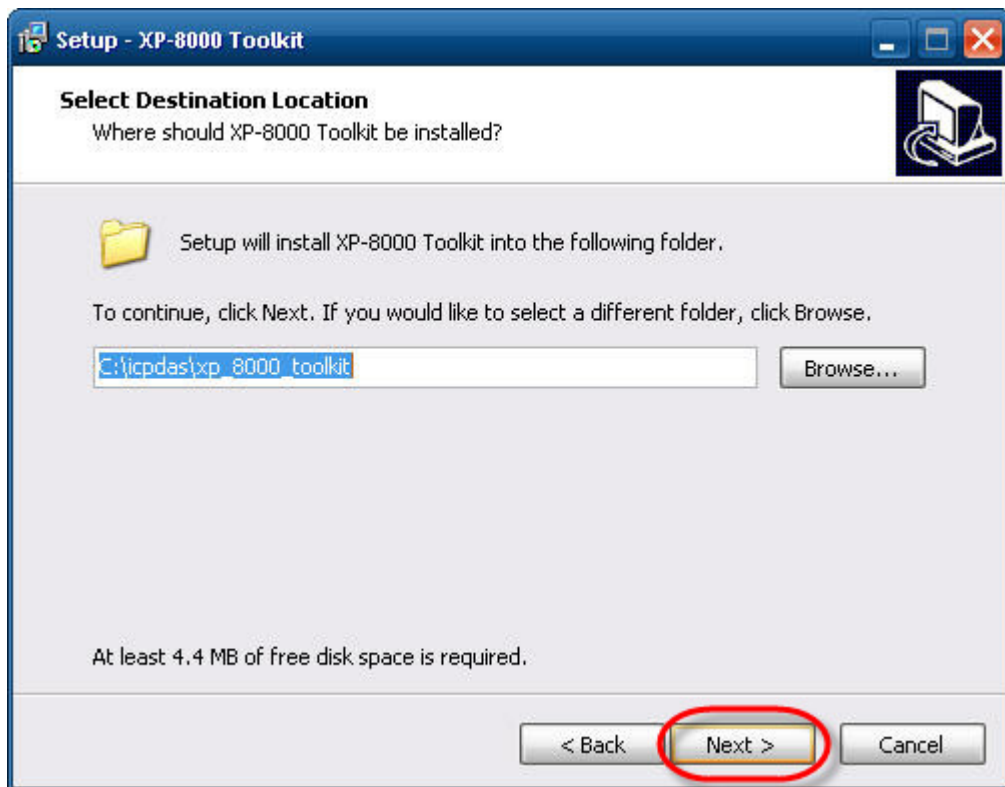 Setup - XP-8000 Toolkit
Select Destination Location
Where should XP-8000 Toolkit be installed?
Setup will install XP-8000 Toolkit into the following folder.
To continue, click Next. If you would like to select a different folder, click Browse.
C:\icpdas\xp_8000_toolkit
Browse...
At least 4.4 MB of free disk space is required.
< Back
Next >
Cancel